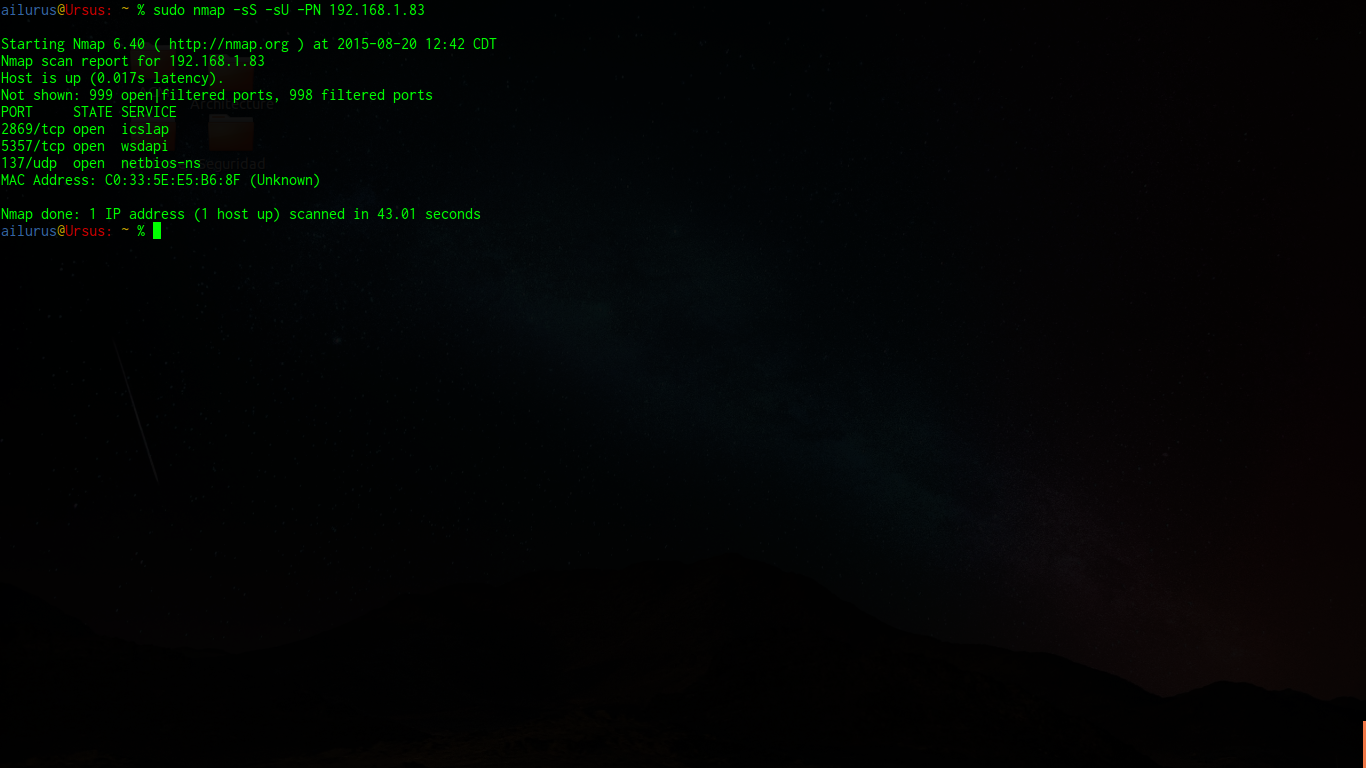 ailurus@Ursus: ~ % sudo nmap -sS -sU -PN 192.168.1.83
Starting Nmap 6.40 ( http://nmap.org ) at 2015-08-20 12:42 CDT
Nmap scan report for 192.168.1.83
Host is up (0.017s latency).
Not shown: 999 open|filtered ports, 998 filtered ports
Architecture
PORT     STATE SERVICE
2869/tcp open  icslap
5357/tcp open  wsdapi
137/udp  open  netbios-ns
Seguridad
MAC Address: C0:33:5E:E5:B6:8F (Unknown)
Nmap done: 1 IP address (1 host up) scanned in 43.01 seconds
ailurus@Ursus: ~ %